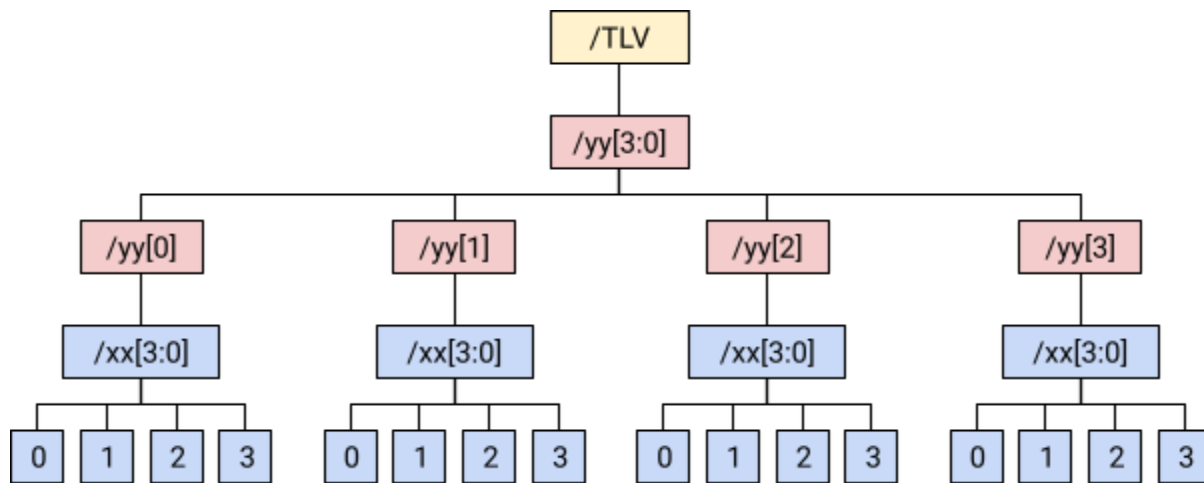 /TLV
/yy[3:0]
/yy[0] /yy[1] /yy[2] /yy[3]
/xx[3:0] /xx[3:0] /xx[3:0] /xx[3:0]
0 1 2 3 0 1 2 3 0 1 2 3 0 1 2 3